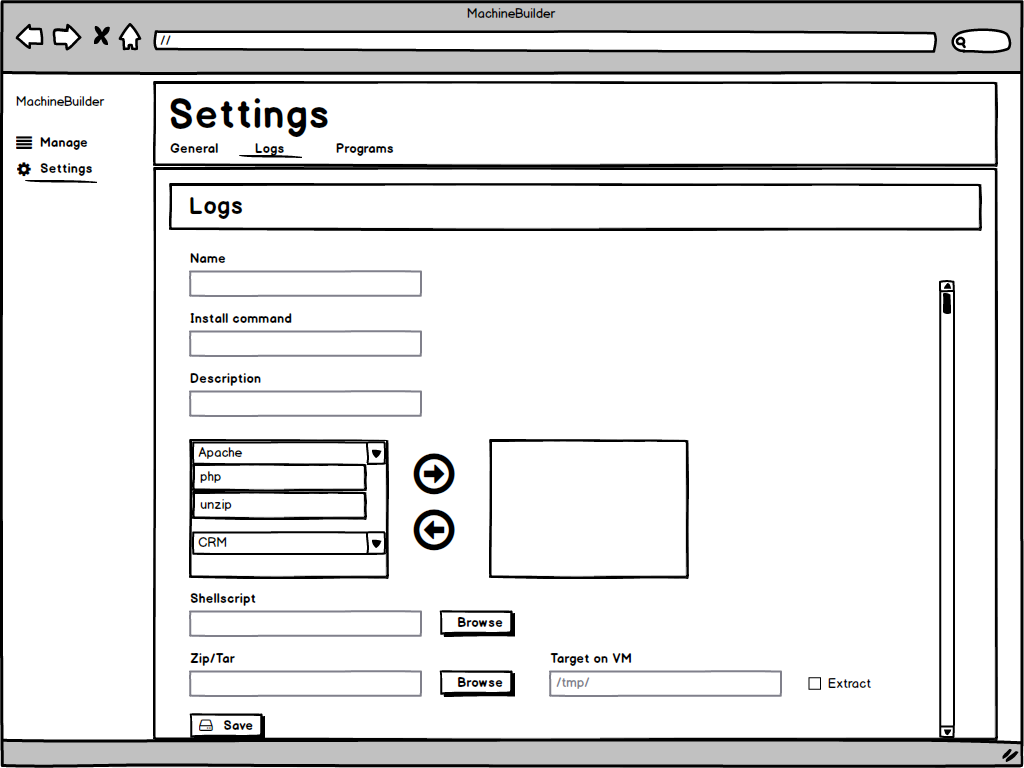 MachineBuilder
//
MachineBuilder
Manage
Settings
Settings
General Logs Programs
Logs
Name
Install command
Description
Apache
php
unzip
CRM
Shellscript
Browse
Zip/Tar
Browse
Target on VM
/tmp/
Extract
Save